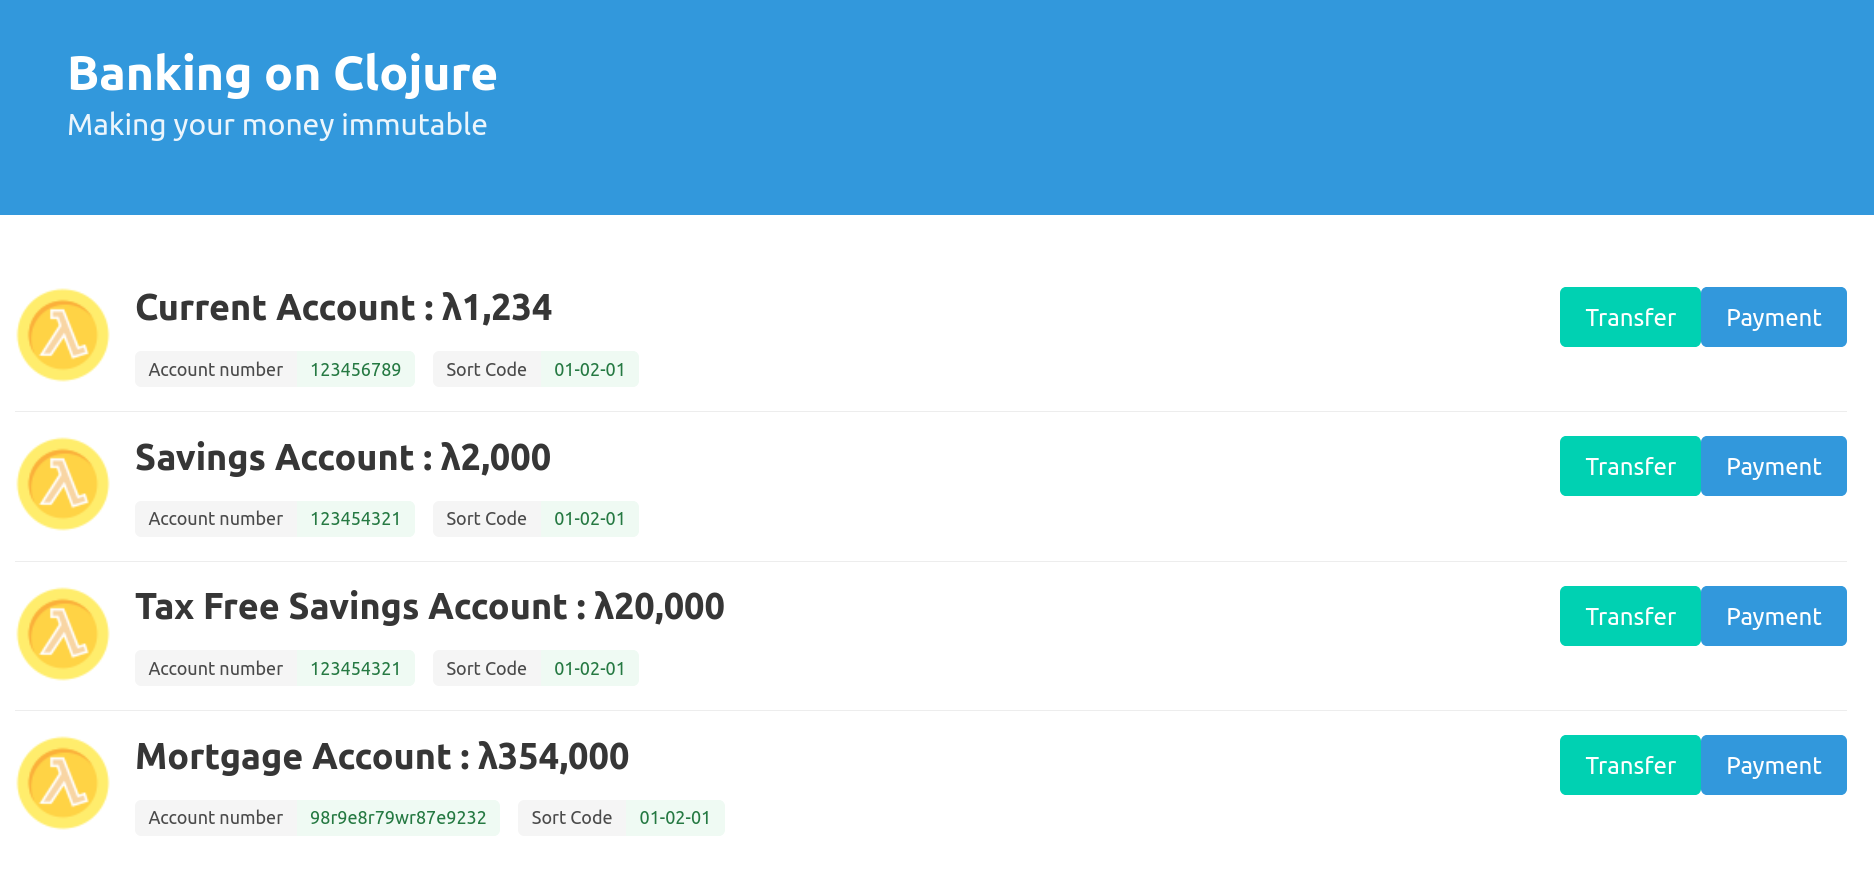 Banking on Clojure
Making your money immutable
Current Account : λ1,234
Transfer Payment
Account number 123456789 Sort Code 01-02-01
Savings Account : λ2,000
Transfer Payment
Account number 123454321 Sort Code 01-02-01
Tax Free Savings Account : λ20,000
Transfer Payment
Account number 123454321 Sort Code 01-02-01
Mortgage Account : λ354,000
Transfer Payment
Account number 98r9e8r79wr87e9232 Sort Code 01-02-01